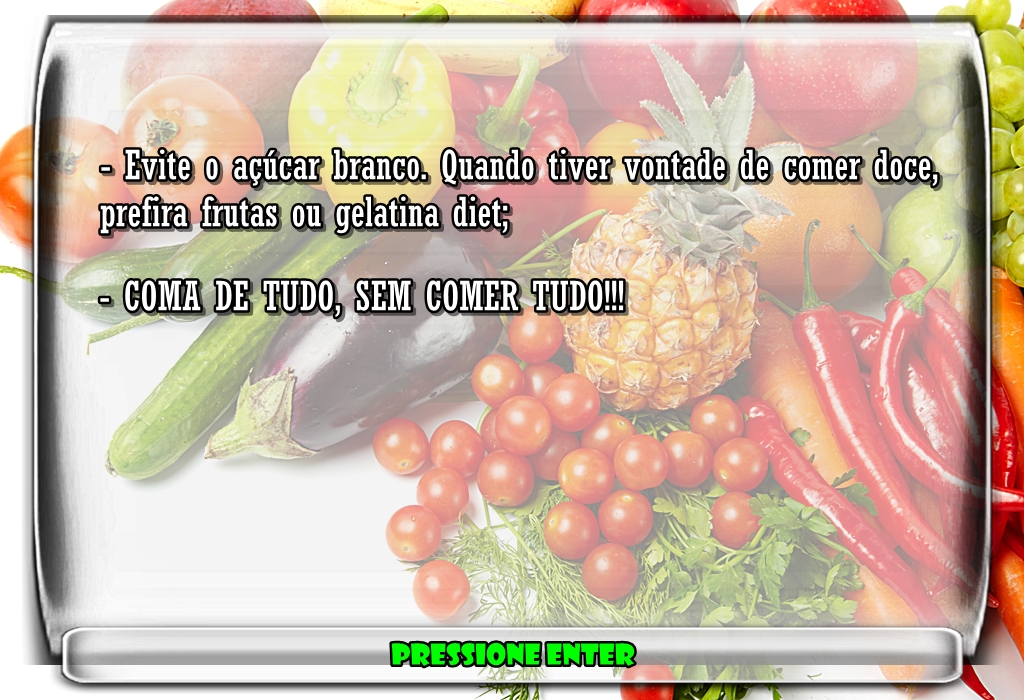 - Evite o açúcar branco. Quando tiver vontade de comer doce,
prefira frutas ou gelatina diet;
- COMA DE TUDO, SEM COMER TUDO!!!
PRESSIONE ENTER